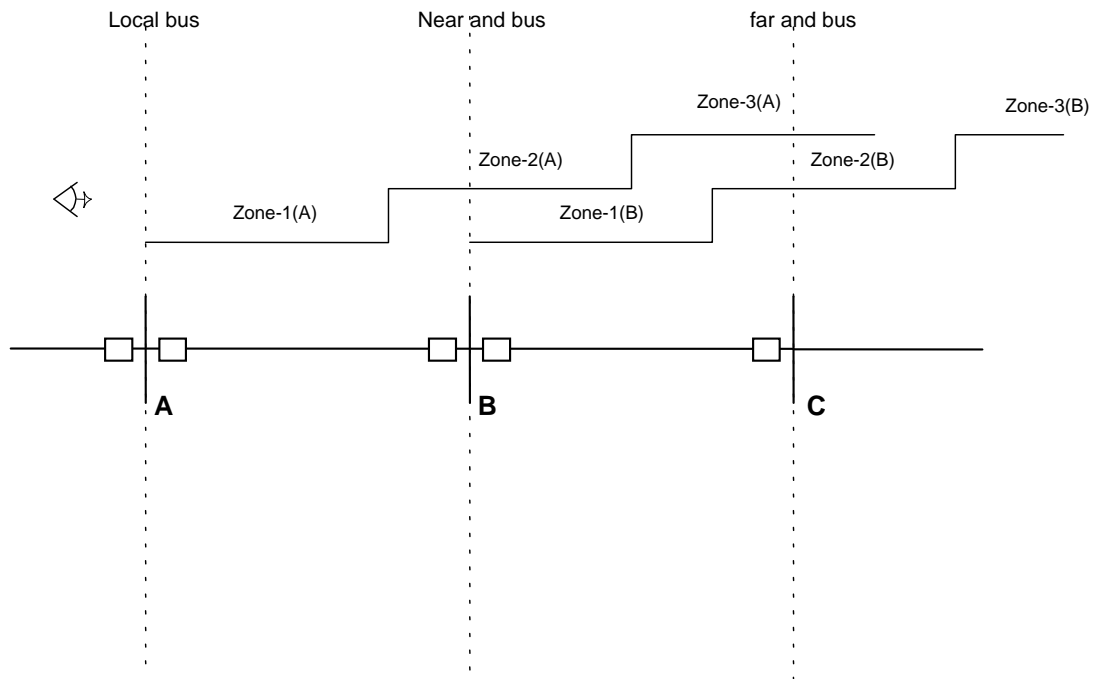 Local bus
Near and bus
far and bus
Zone-3(A)
Zone-3(B)
Zone-2(A)
Zone-2(B)
Zone-1(A)
Zone-1(B)
A
B
C